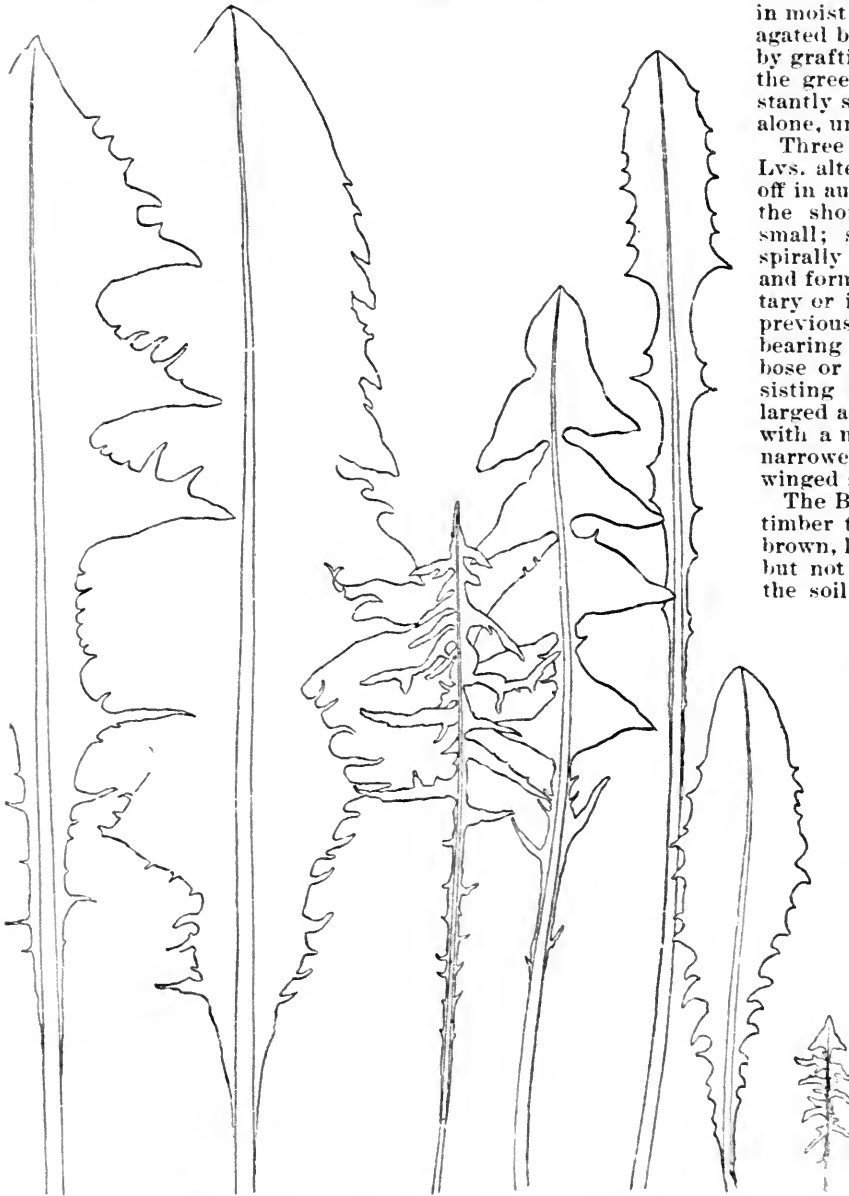 in moist
agated b
by grafti
the gree
stantly s
alone, un
Three
Lvs. alte
off in au
the sho
small; s
spirally
and form
tary or i
previous
bearing
bose or
sisting
larged a
with a n
narrowe
winged
The B
timber t
brown, l
but not
the soil